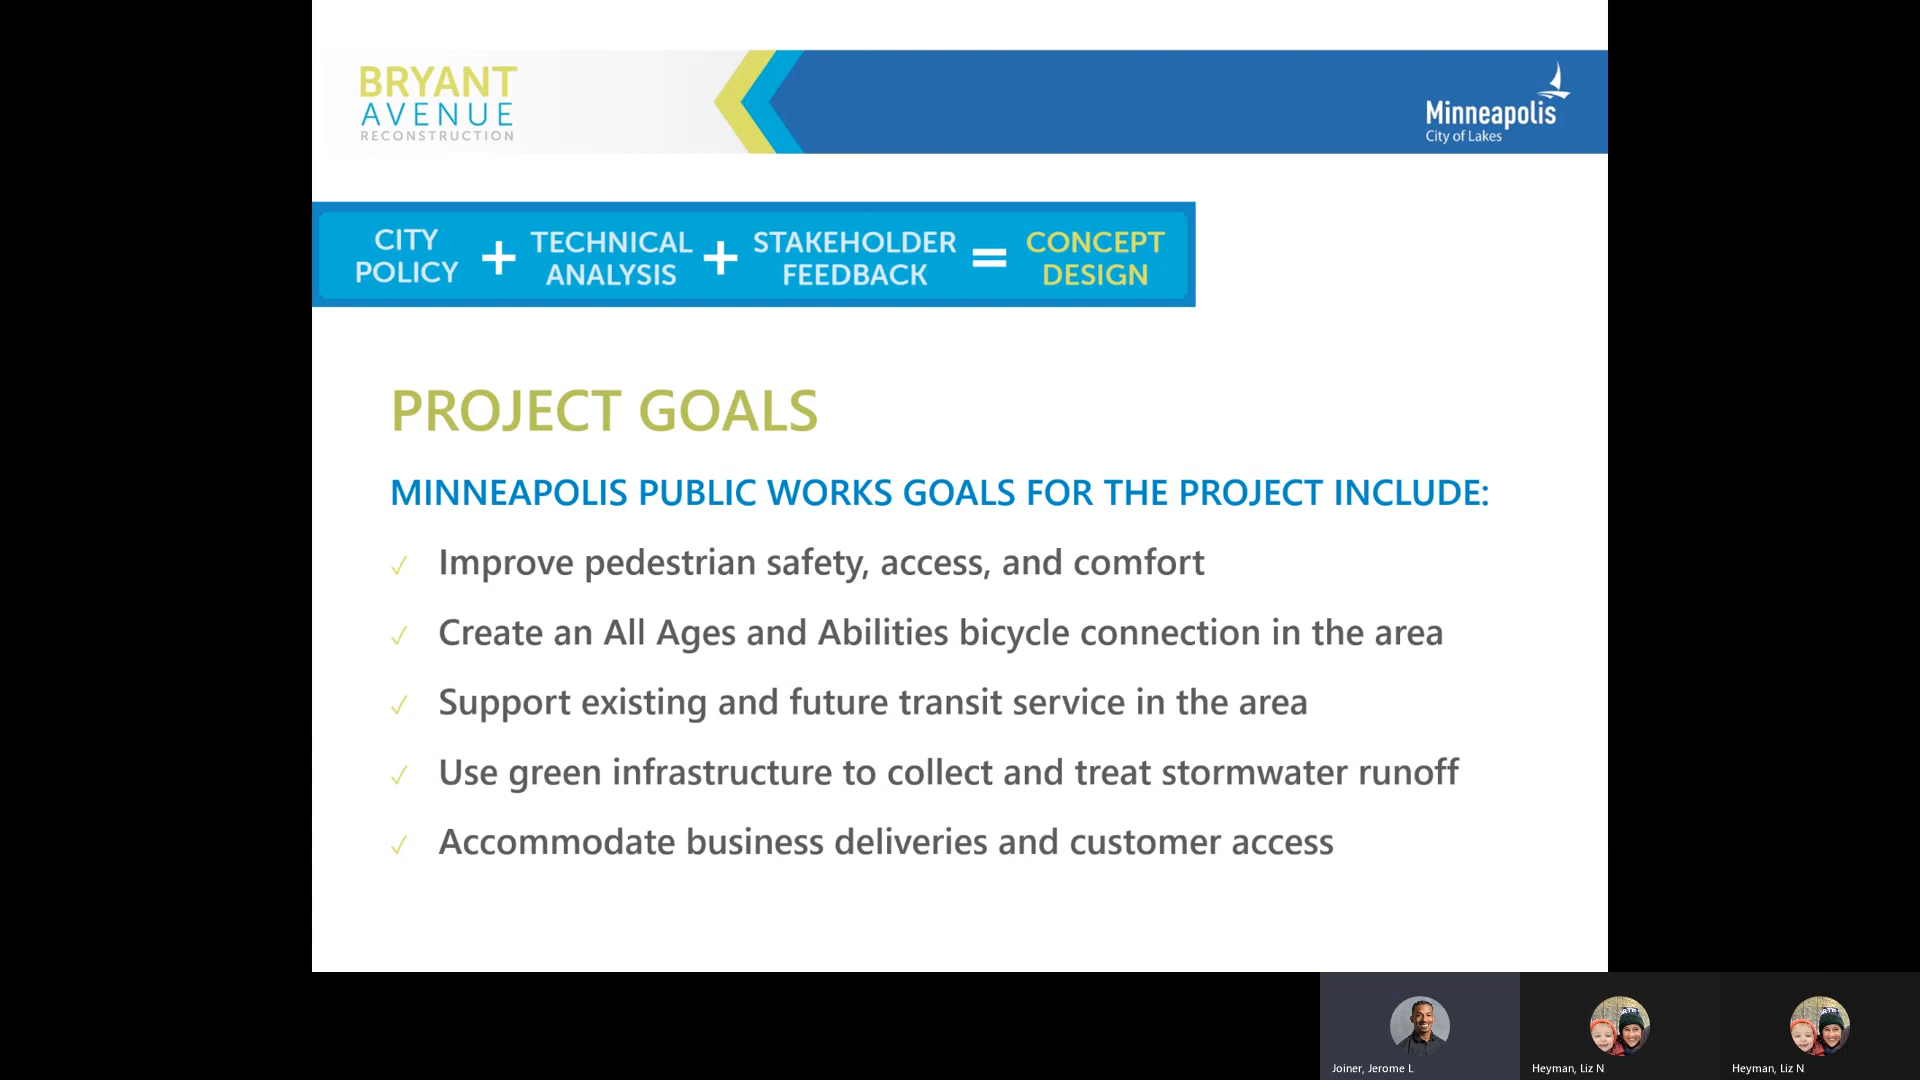 BRYANT
AVENUE
RECONSTRUCTION
Minneapolis
City of Lakes
CITY POLICY + TECHNICAL ANALYSIS + STAKEHOLDER FEEDBACK = CONCEPT DESIGN
PROJECT GOALS
MINNEAPOLIS PUBLIC WORKS GOALS FOR THE PROJECT INCLUDE:
✓ Improve pedestrian safety, access, and comfort
✓ Create an All Ages and Abilities bicycle connection in the area
✓ Support existing and future transit service in the area
✓ Use green infrastructure to collect and treat stormwater runoff
✓ Accommodate business deliveries and customer access
Joiner, Jerome L
Heyman, Liz N
Heyman, Liz N